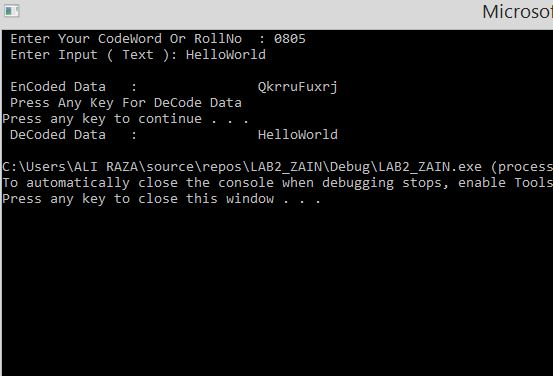 Microsof
Enter Your CodeWord Or RollNo  : 0805
Enter Input ( Text ): HelloWorld
EnCoded Data   :               QkrruFuxrj
Press Any Key For DeCode Data
Press any key to continue . . .
DeCoded Data   :               HelloWorld
C:\Users\ALI RAZA\source\repos\LAB2_ZAIN\Debug\LAB2_ZAIN.exe (process
To automatically close the console when debugging stops, enable Tools
Press any key to close this window . . .